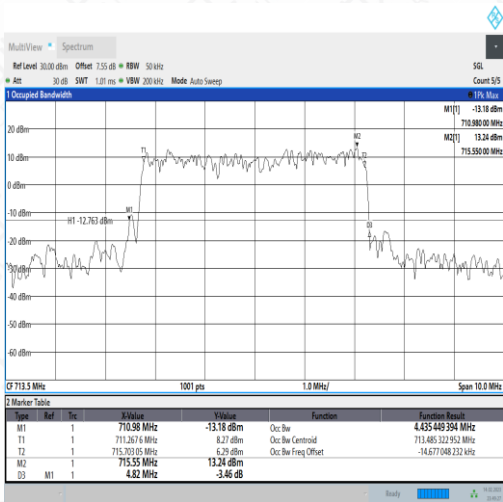 MultiView Spectrum
Ref Level 30.00 dBm Offset 7.55 dB RBW 50 kHz SGL
Att 30 dB SWT 1.01 ms VBW 200 kHz Mode Auto Sweep Count 5/5
1 Occupied Bandwidth 1Pk Max
M1[1] -13.18 dBm
710.980 00 MHz
M2[1] 13.24 dBm
715.550 00 MHz
20 dBm
M2
T1
T2
10 dBm
0 dBm
-10 dBm
M1
H1 -12.763 dBm
D3
-20 dBm
-30 dBm
-40 dBm
-50 dBm
-60 dBm
CF 713.5 MHz 1001 pts 1.0 MHz/ Span 10.0 MHz
2 Marker Table
Type Ref Trc X-Value Y-Value Function Function Result
M1 1 710.98 MHz -13.18 dBm Occ Bw 4.435 449 394 MHz
T1 1 711.267 6 MHz 8.27 dBm Occ Bw Centroid 713.485 322 952 MHz
T2 1 715.703 05 MHz 6.29 dBm Occ Bw Freq Offset -14.677 048 232 kHz
M2 1 715.55 MHz 13.24 dBm
D3 M1 1 4.82 MHz -3.46 dB
Ready